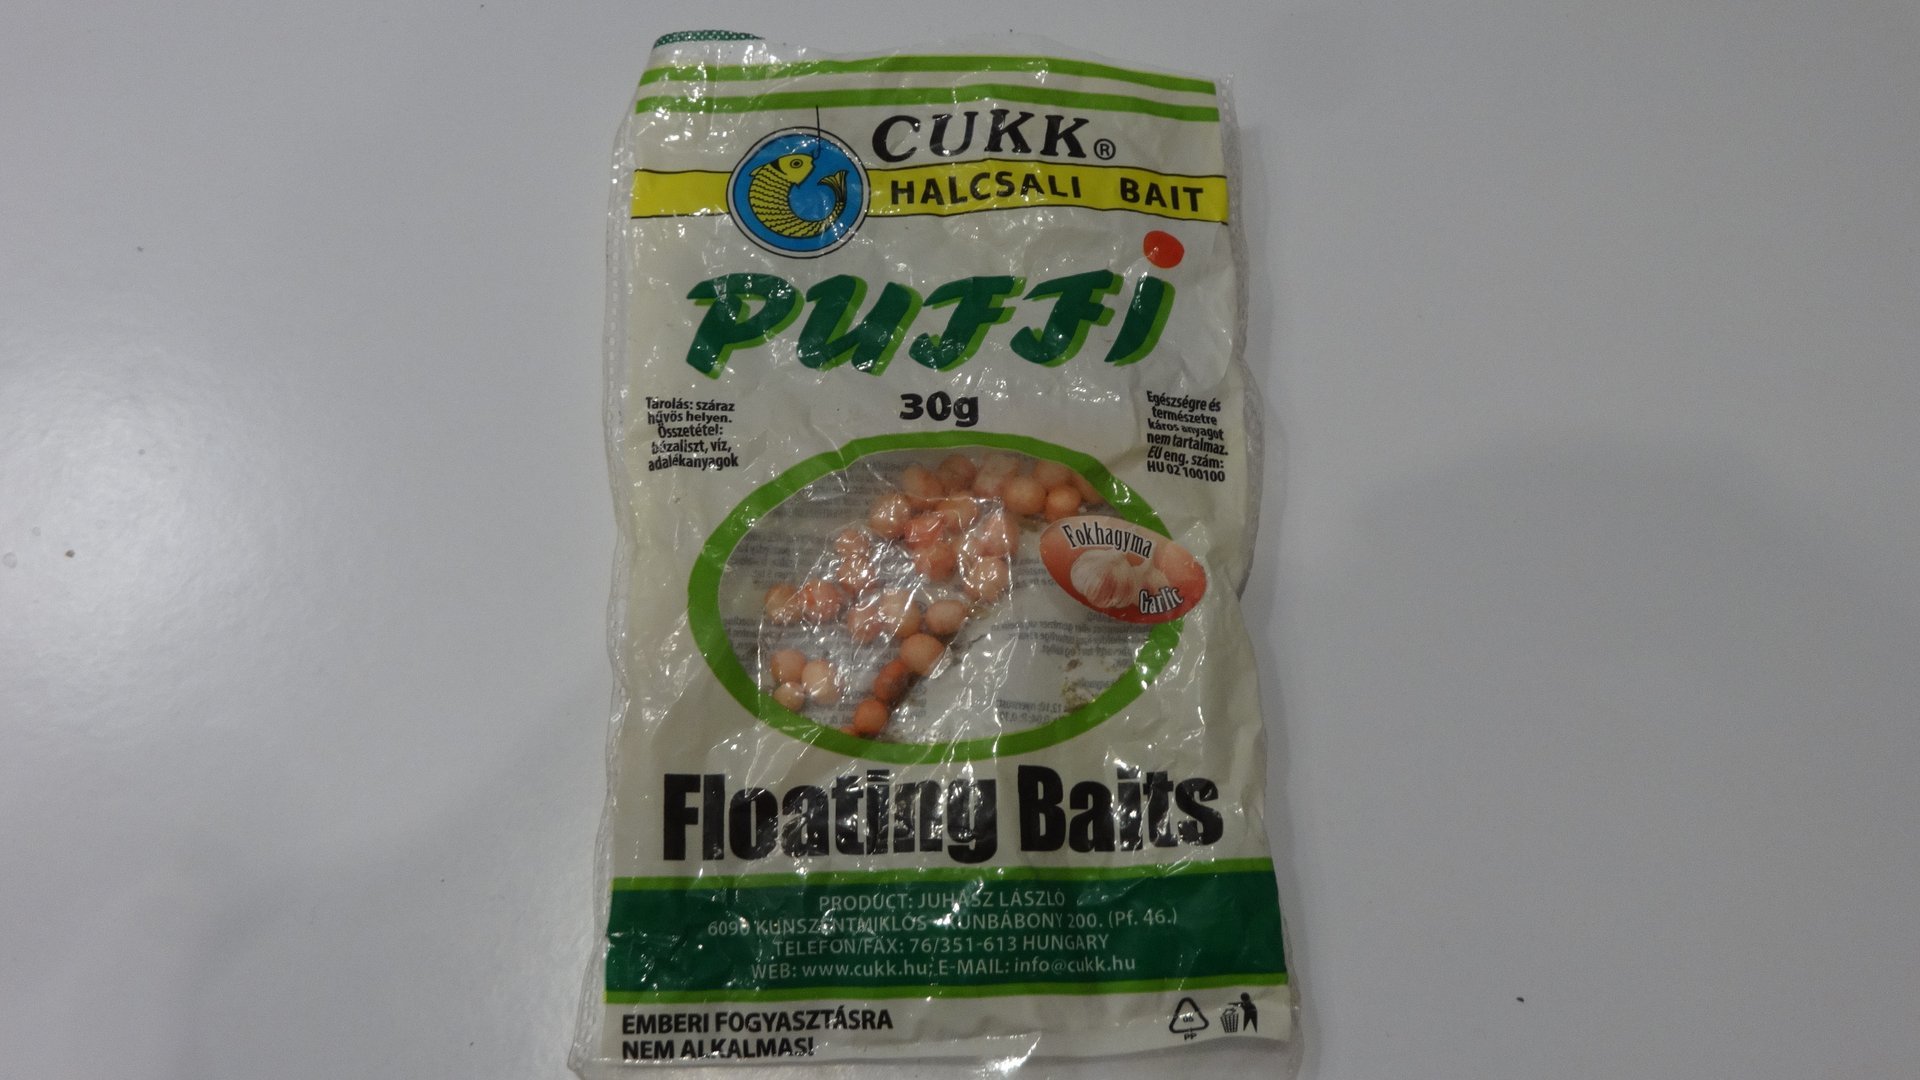 CUKK®
HALCSALI BAIT
PUFFI
30g
Tárolás: száraz
hűvös helyen.
Összetétel:
búzaliszt, víz,
adalékanyagok
Egészségre és
természetre
káros anyagot
nem tartalmaz.
EU eng. szám:
HU 02 100100
Fokhagyma
Garlic
Floating Baits
PRODUCT: JUHÁSZ LÁSZLÓ
6090 KUNSZENTMIKLÓS - KUNBÁBONY 200. (Pf. 46.)
TELEFON/FAX: 76/351-613 HUNGARY
WEB: www.cukk.hu; E-MAIL: info@cukk.hu
EMBERI FOGYASZTÁSRA
NEM ALKALMAS!
05
PP